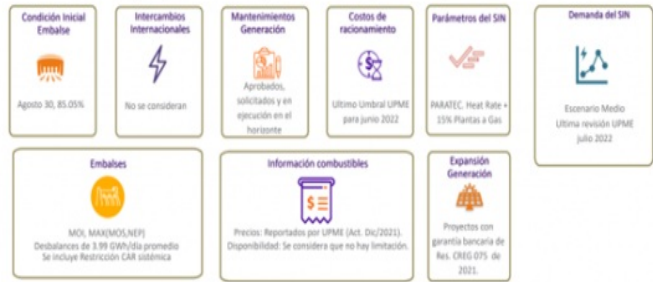 Condición Inicial
Embalse
Agosto 30, 85.05%
Intercambios
Internacionales
No se consideran
Mantenimientos
Generación
Aprobados,
solicitados y en
ejecución en el
horizonte
Costos de
racionamiento
Ultimo Umbral UPME
para junio 2022
Parámetros del SIN
PARATEC. Heat Rate +
15% Plantas a Gas
Demanda del SIN
Escenario Medio
Ultima revisión UPME
julio 2022
Embalses
MOI, MAX(MOS,NEP)
Desbalances de 3.99 GWh/día promedio
Se incluye Restricción CAR sistémica
Información combustibles
Precios: Reportados por UPME (Act. Dic/2021).
Disponibilidad: Se considera que no hay limitación.
Expansión
Generación
Proyectos con
garantía bancaria de
Res. CREG 075 de
2021.